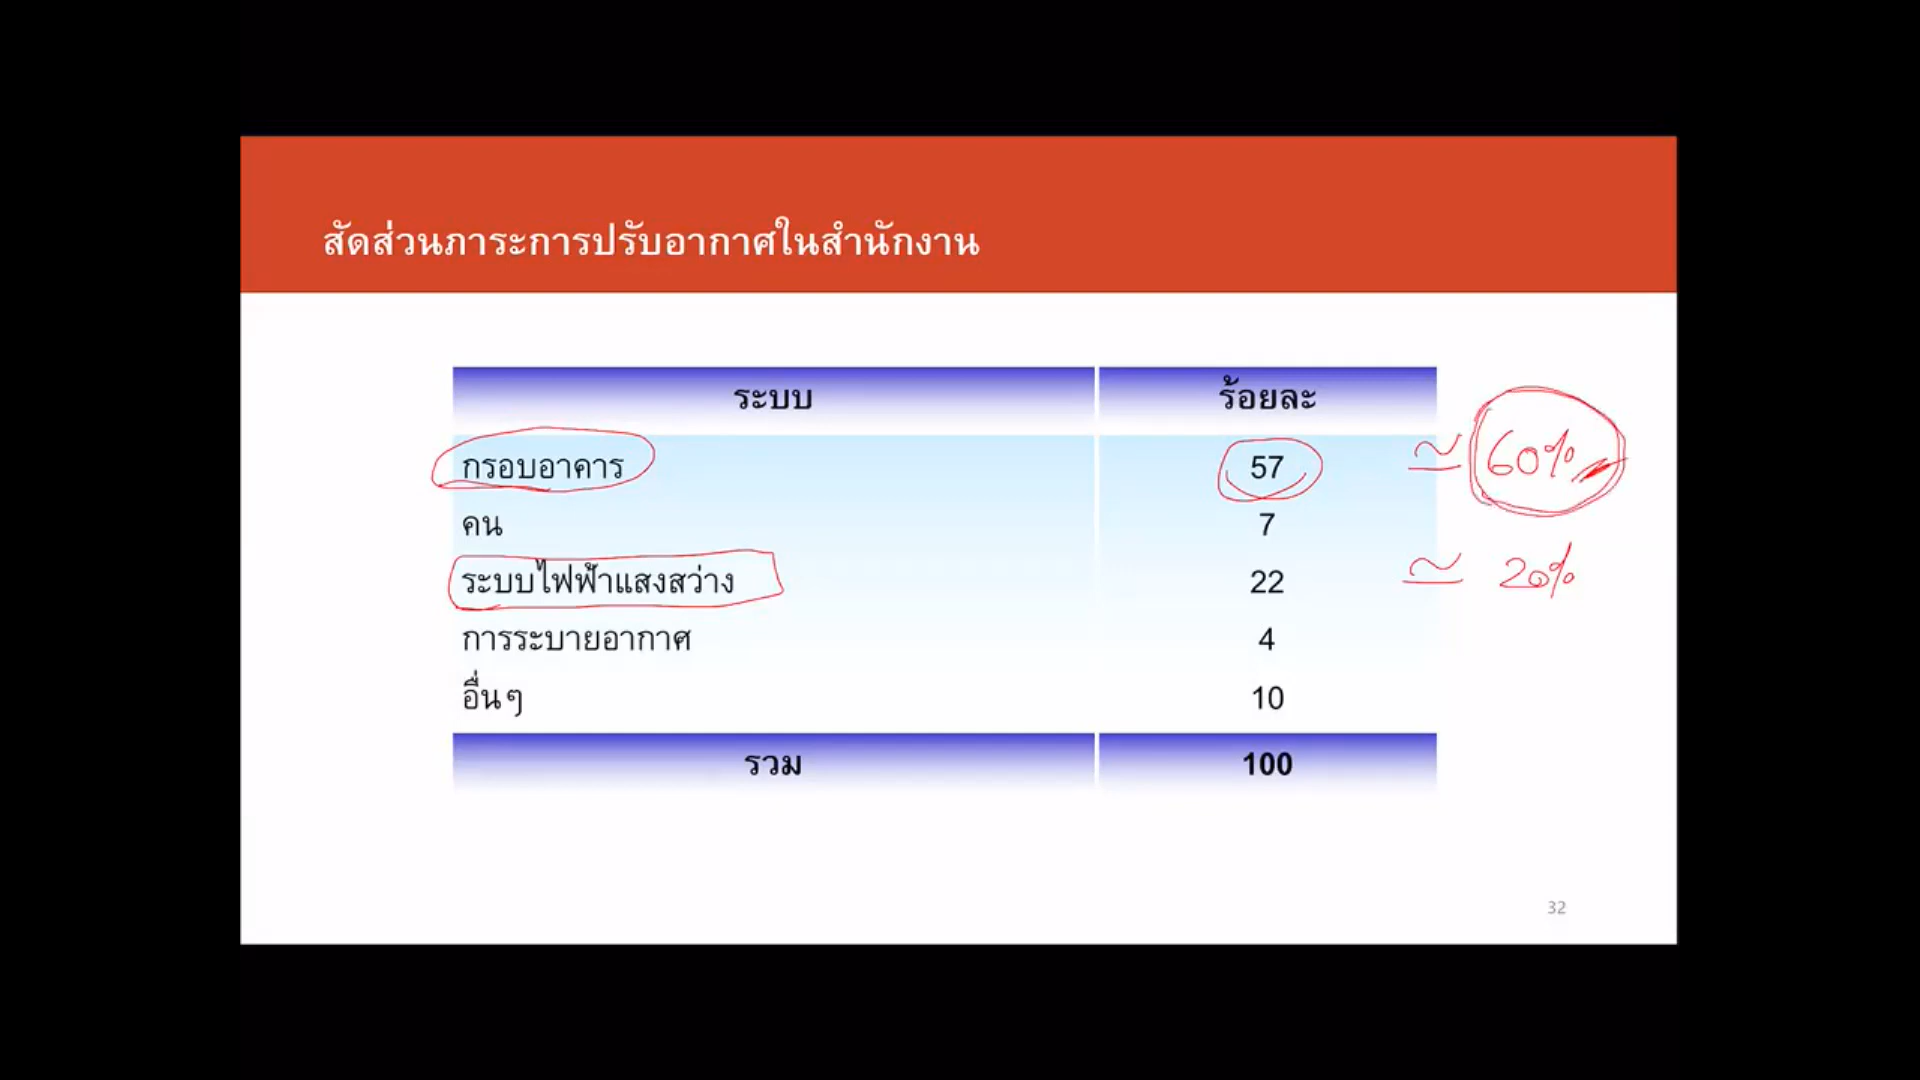 สัดส่วนภาระการปรับอากาศในสำนักงาน
ระบบ ร้อยละ
กรอบอาคาร 57 ≃ 60%
คน 7
ระบบไฟฟ้าแสงสว่าง 22 ≃ 20%
การระบายอากาศ 4
อื่นๆ 10
รวม 100
32